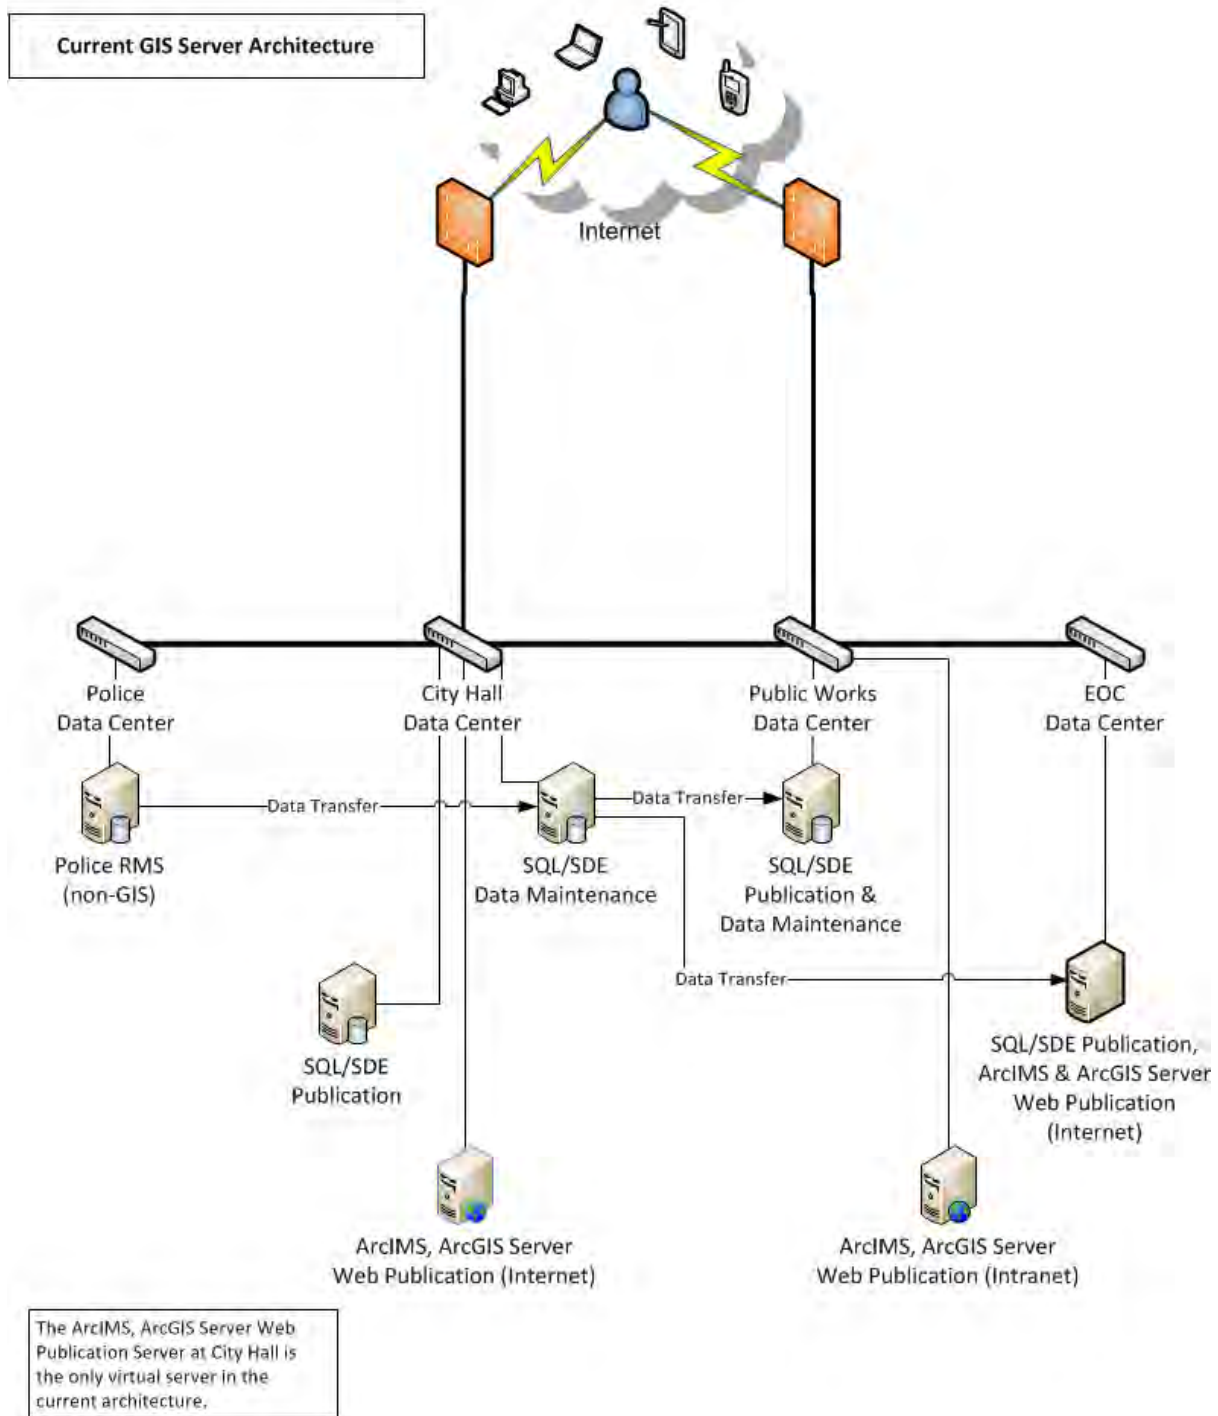 Current GIS Server Architecture
Internet
Police
Data Center
City Hall
Data Center
Public Works
Data Center
EOC
Data Center
Data Transfer
Data Transfer
Police RMS
(non-GIS)
SQL/SDE
Data Maintenance
SQL/SDE
Publication &
Data Maintenance
Data Transfer
SQL/SDE
Publication
SQL/SDE Publication,
ArcIMS & ArcGIS Server
Web Publication
(Internet)
ArcIMS, ArcGIS Server
Web Publication (Internet)
ArcIMS, ArcGIS Server
Web Publication (Intranet)
The ArcIMS, ArcGIS Server Web
Publication Server at City Hall is
the only virtual server in the
current architecture.